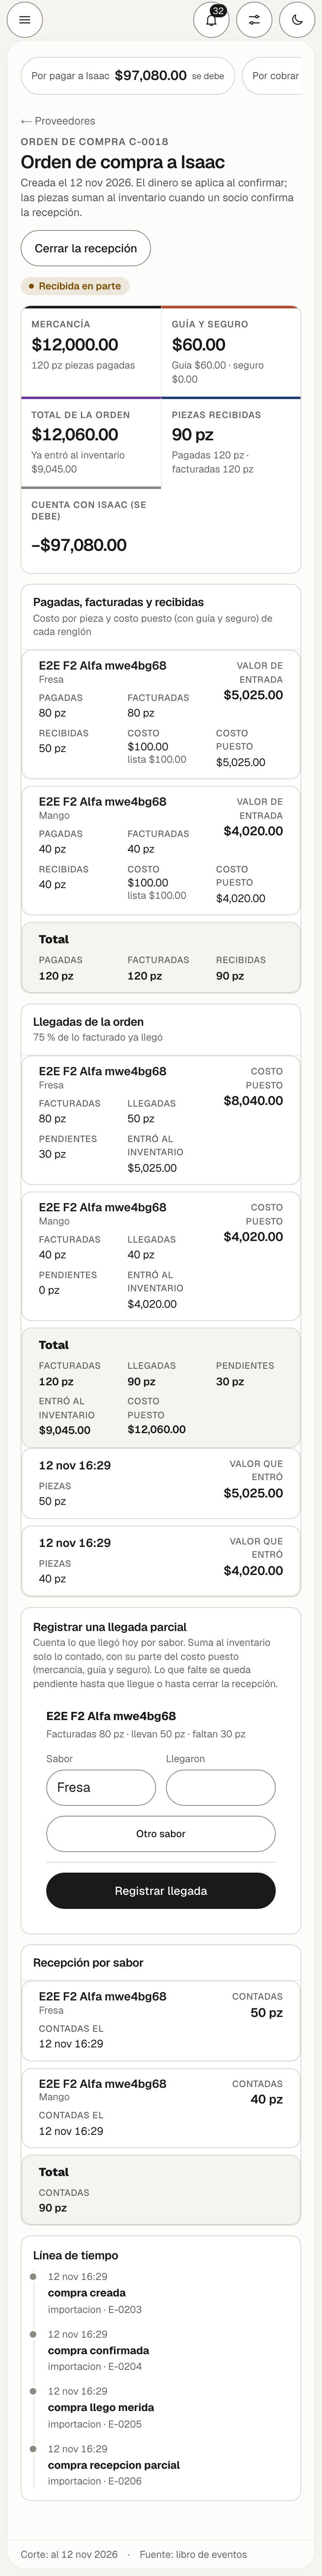 32
Por pagar a Isaac $97,080.00 se debe
Por cobrar
← Proveedores
ORDEN DE COMPRA C-0018
Orden de compra a Isaac
Creada el 12 nov 2026. El dinero se aplica al confirmar;
las piezas suman al inventario cuando un socio confirma
la recepción.
Cerrar la recepción
Recibida en parte
MERCANCÍA
$12,000.00
120 pz piezas pagadas
GUÍA Y SEGURO
$60.00
Guía $60.00 · seguro
$0.00
TOTAL DE LA ORDEN
$12,060.00
Ya entró al inventario
$9,045.00
PIEZAS RECIBIDAS
90 pz
Pagadas 120 pz ·
facturadas 120 pz
CUENTA CON ISAAC (SE
DEBE)
−$97,080.00
Pagadas, facturadas y recibidas
Costo por pieza y costo puesto (con guía y seguro) de
cada renglón
E2E F2 Alfa mwe4bg68
Fresa
VALOR DE
ENTRADA
$5,025.00
PAGADAS
80 pz
FACTURADAS
80 pz
RECIBIDAS
50 pz
COSTO
$100.00
lista $100.00
COSTO
PUESTO
$5,025.00
E2E F2 Alfa mwe4bg68
Mango
VALOR DE
ENTRADA
$4,020.00
PAGADAS
40 pz
FACTURADAS
40 pz
RECIBIDAS
40 pz
COSTO
$100.00
lista $100.00
COSTO
PUESTO
$4,020.00
Total
PAGADAS
120 pz
FACTURADAS
120 pz
RECIBIDAS
90 pz
Llegadas de la orden
75 % de lo facturado ya llegó
E2E F2 Alfa mwe4bg68
Fresa
COSTO
PUESTO
$8,040.00
FACTURADAS
80 pz
LLEGADAS
50 pz
PENDIENTES
30 pz
ENTRÓ AL
INVENTARIO
$5,025.00
E2E F2 Alfa mwe4bg68
Mango
COSTO
PUESTO
$4,020.00
FACTURADAS
40 pz
LLEGADAS
40 pz
PENDIENTES
0 pz
ENTRÓ AL
INVENTARIO
$4,020.00
Total
FACTURADAS
120 pz
LLEGADAS
90 pz
PENDIENTES
30 pz
ENTRÓ AL
INVENTARIO
$9,045.00
COSTO
PUESTO
$12,060.00
12 nov 16:29
VALOR QUE
ENTRÓ
$5,025.00
PIEZAS
50 pz
12 nov 16:29
VALOR QUE
ENTRÓ
$4,020.00
PIEZAS
40 pz
Registrar una llegada parcial
Cuenta lo que llegó hoy por sabor. Suma al inventario
solo lo contado, con su parte del costo puesto
(mercancía, guía y seguro). Lo que falte se queda
pendiente hasta que llegue o hasta cerrar la recepción.
E2E F2 Alfa mwe4bg68
Facturadas 80 pz · llevan 50 pz · faltan 30 pz
Sabor
Fresa
Llegaron
Otro sabor
Registrar llegada
Recepción por sabor
E2E F2 Alfa mwe4bg68
Fresa
CONTADAS
50 pz
CONTADAS EL
12 nov 16:29
E2E F2 Alfa mwe4bg68
Mango
CONTADAS
40 pz
CONTADAS EL
12 nov 16:29
Total
CONTADAS
90 pz
Línea de tiempo
12 nov 16:29
compra creada
importacion · E-0203
12 nov 16:29
compra confirmada
importacion · E-0204
12 nov 16:29
compra llego merida
importacion · E-0205
12 nov 16:29
compra recepcion parcial
importacion · E-0206
Corte: al 12 nov 2026 · Fuente: libro de eventos